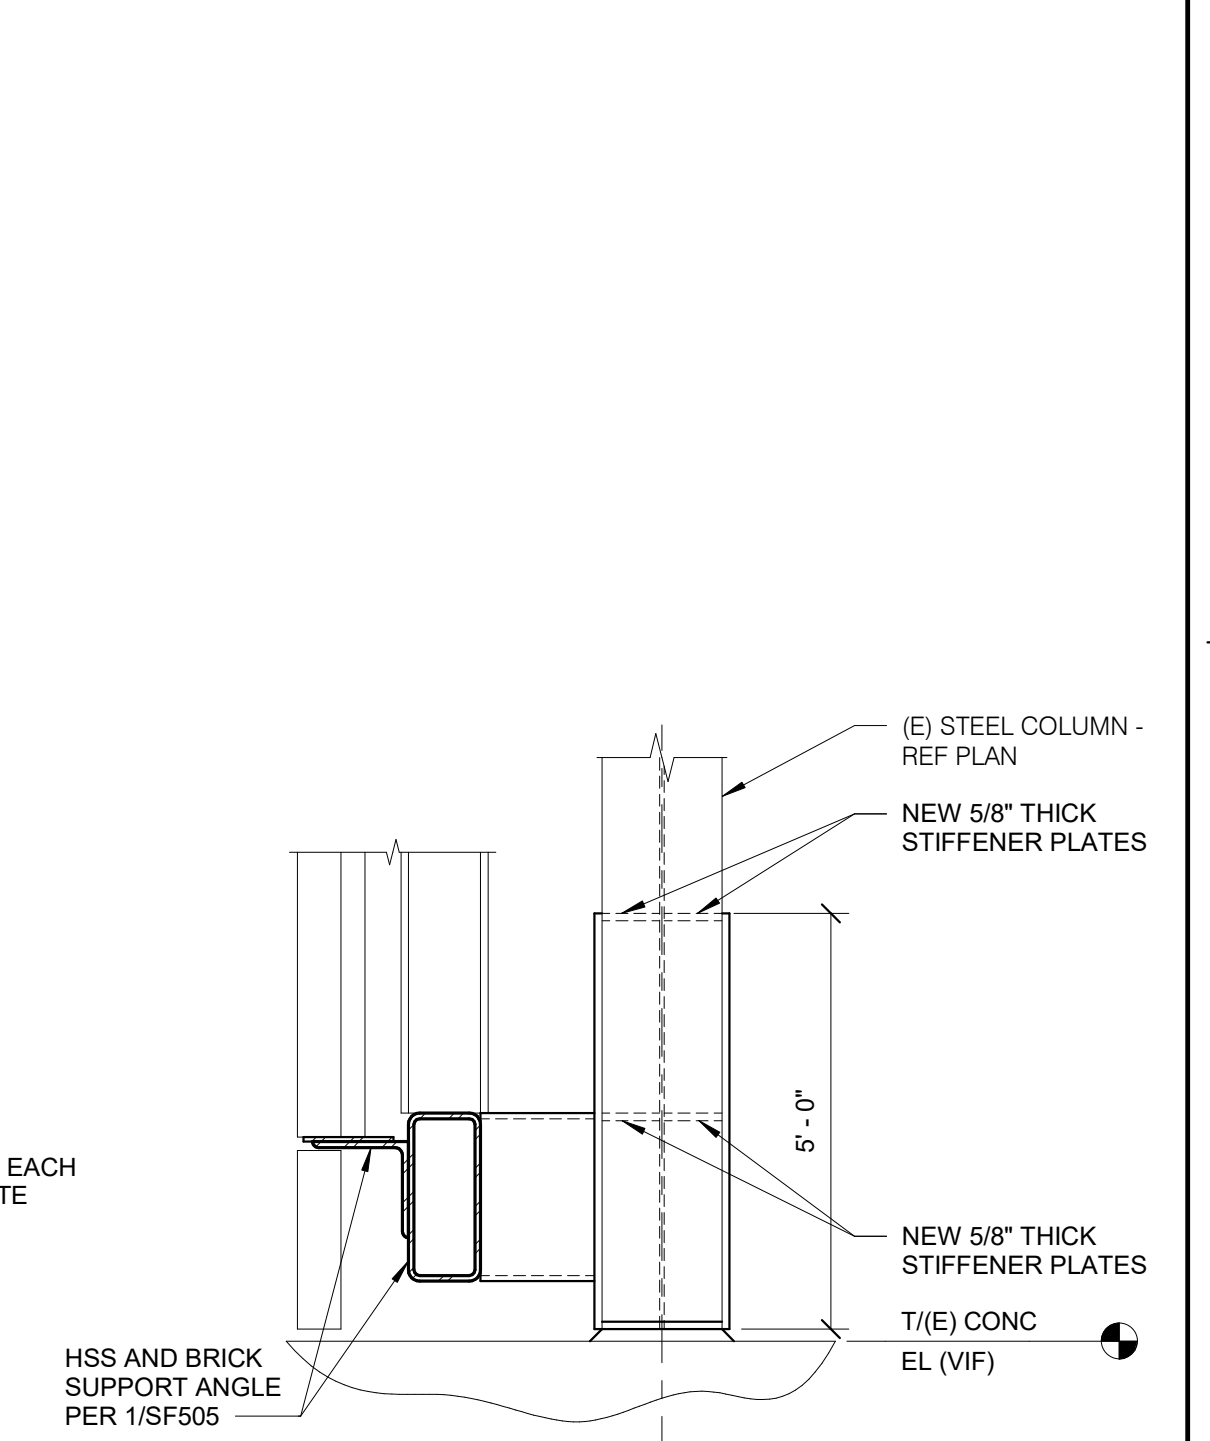 (E) STEEL COLUMN -
REF PLAN
NEW 5/8" THICK
STIFFENER PLATES
5' - 0"
EACH
TE
NEW 5/8" THICK
STIFFENER PLATES
T/(E) CONC
EL (VIF)
HSS AND BRICK
SUPPORT ANGLE
PER 1/SF505